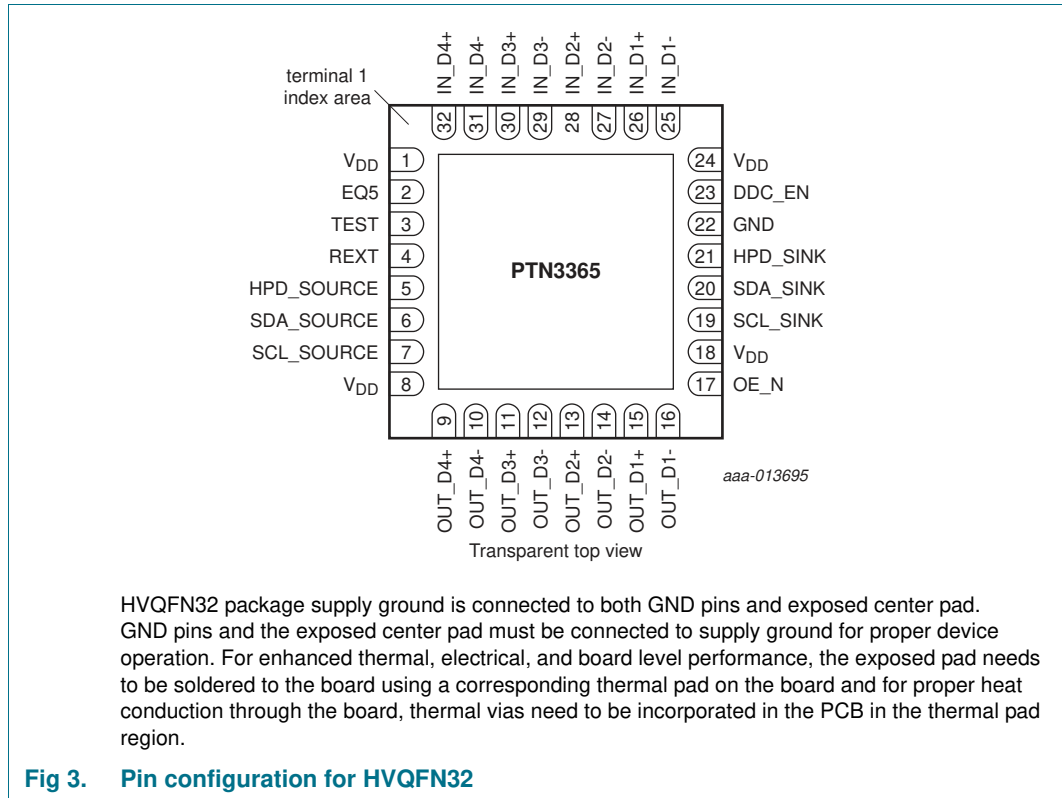 IN_D4+
IN_D4-
IN_D3+
IN_D3-
IN_D2+
IN_D2-
IN_D1+
IN_D1-
terminal 1
index area
32
31
30
29
28
27
26
25
VDD 1
EQ5 2
TEST 3
REXT 4
HPD_SOURCE 5
SDA_SOURCE 6
SCL_SOURCE 7
VDD 8
PTN3365
24 VDD
23 DDC_EN
22 GND
21 HPD_SINK
20 SDA_SINK
19 SCL_SINK
18 VDD
17 OE_N
9
10
11
12
13
14
15
16
OUT_D4+
OUT_D4-
OUT_D3+
OUT_D3-
OUT_D2+
OUT_D2-
OUT_D1+
OUT_D1-
aaa-013695
Transparent top view
HVQFN32 package supply ground is connected to both GND pins and exposed center pad.
GND pins and the exposed center pad must be connected to supply ground for proper device
operation. For enhanced thermal, electrical, and board level performance, the exposed pad needs
to be soldered to the board using a corresponding thermal pad on the board and for proper heat
conduction through the board, thermal vias need to be incorporated in the PCB in the thermal pad
region.
Fig 3. Pin configuration for HVQFN32